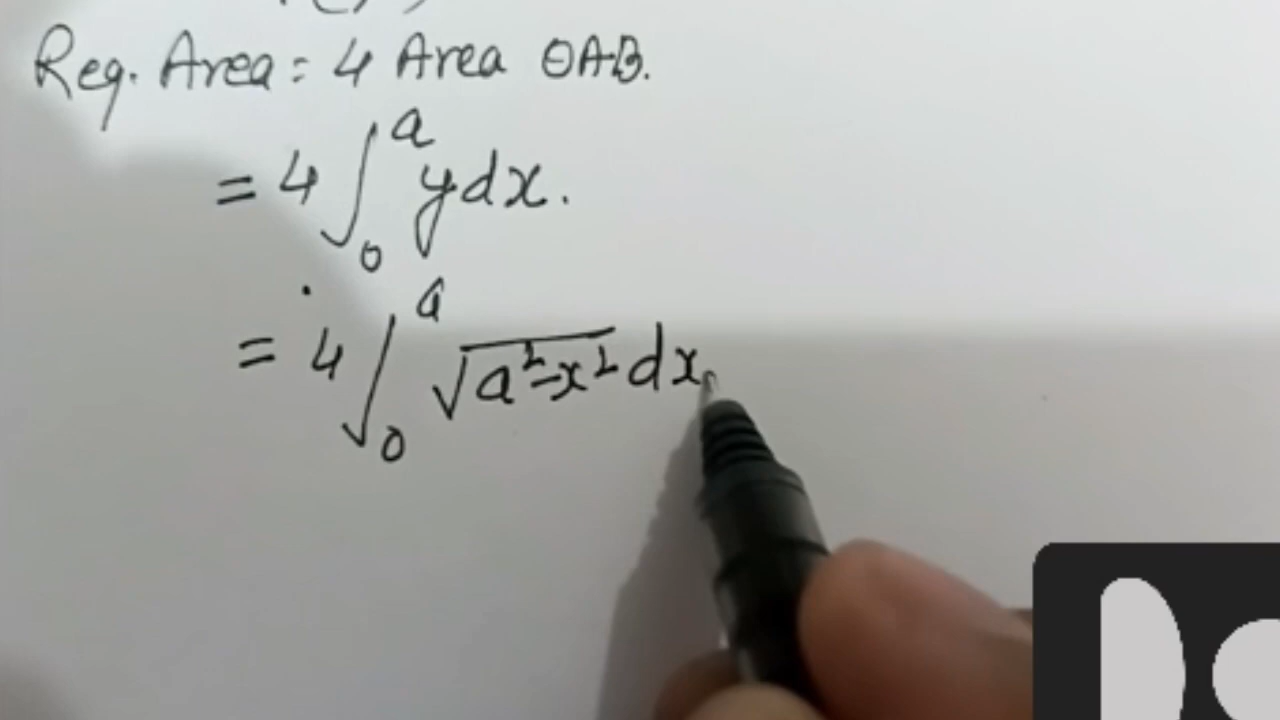 Req. Area = 4 Area OAB.
= 4 ∫₀ᵃ y dx.
= 4 ∫₀ᵃ √(a²-x²) dx